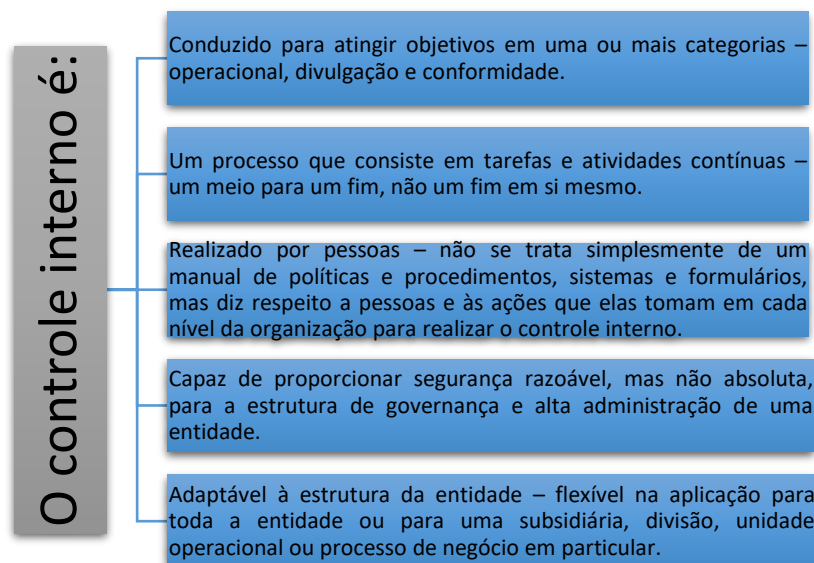 O controle interno é:
Conduzido para atingir objetivos em uma ou mais categorias –
operacional, divulgação e conformidade.
Um processo que consiste em tarefas e atividades contínuas –
um meio para um fim, não um fim em si mesmo.
Realizado por pessoas – não se trata simplesmente de um
manual de políticas e procedimentos, sistemas e formulários,
mas diz respeito a pessoas e às ações que elas tomam em cada
nível da organização para realizar o controle interno.
Capaz de proporcionar segurança razoável, mas não absoluta,
para a estrutura de governança e alta administração de uma
entidade.
Adaptável à estrutura da entidade – flexível na aplicação para
toda a entidade ou para uma subsidiária, divisão, unidade
operacional ou processo de negócio em particular.